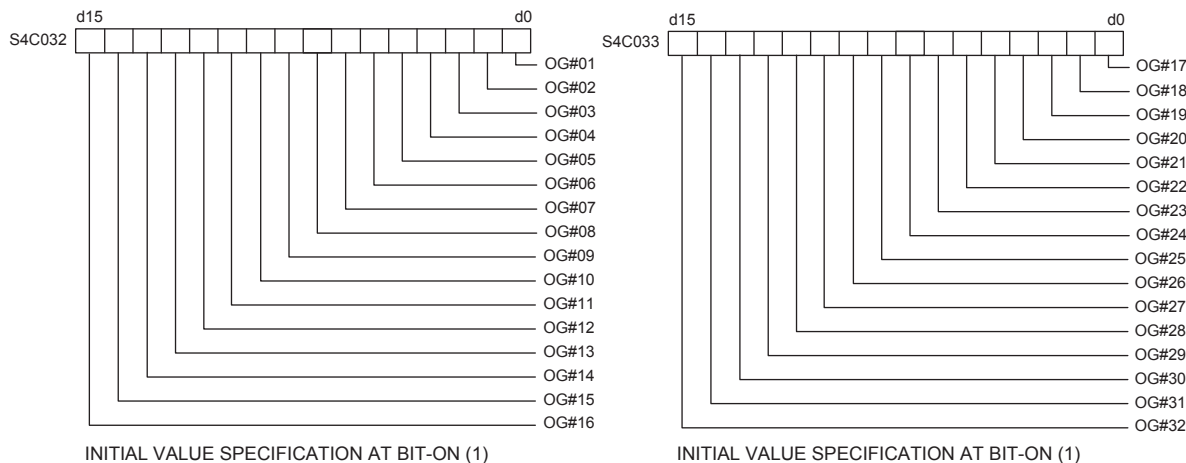 d15 d0
S4C032
OG#01
OG#02
OG#03
OG#04
OG#05
OG#06
OG#07
OG#08
OG#09
OG#10
OG#11
OG#12
OG#13
OG#14
OG#15
OG#16
INITIAL VALUE SPECIFICATION AT BIT-ON (1)
d15 d0
S4C033
OG#17
OG#18
OG#19
OG#20
OG#21
OG#22
OG#23
OG#24
OG#25
OG#26
OG#27
OG#28
OG#29
OG#30
OG#31
OG#32
INITIAL VALUE SPECIFICATION AT BIT-ON (1)